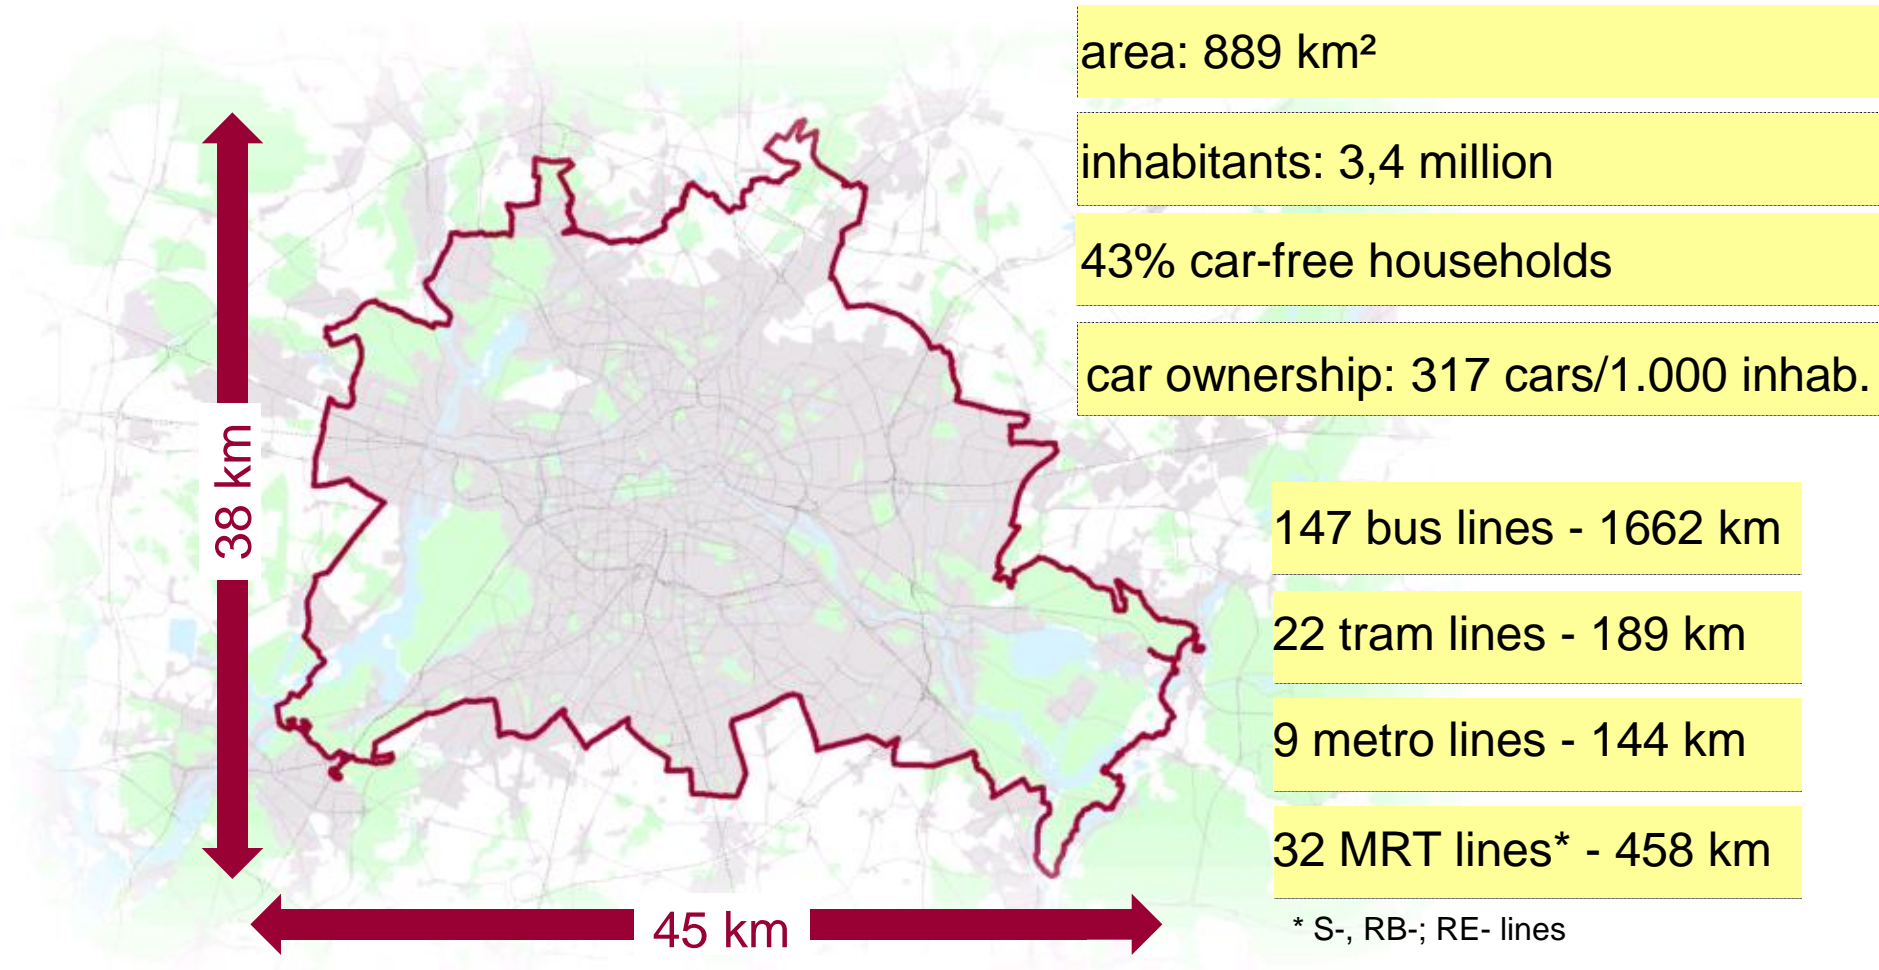 area: 889 km²
inhabitants: 3,4 million
43% car-free households
car ownership: 317 cars/1.000 inhab.
38 km
147 bus lines - 1662 km
22 tram lines - 189 km
9 metro lines - 144 km
32 MRT lines* - 458 km
45 km
* S-, RB-; RE- lines